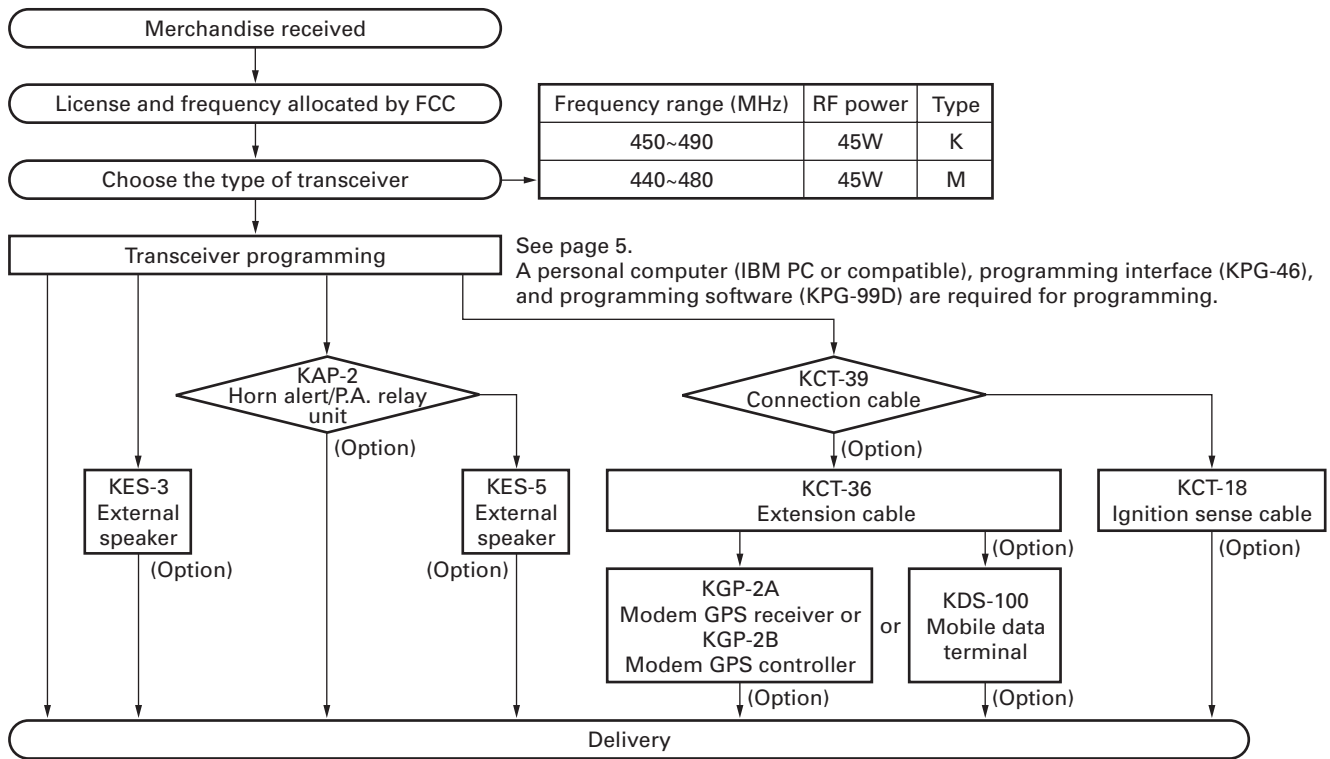 Merchandise received
License and frequency allocated by FCC
Frequency range (MHz) RF power Type
450~490 45W K
440~480 45W M
Choose the type of transceiver
Transceiver programming
See page 5.
A personal computer (IBM PC or compatible), programming interface (KPG-46),
and programming software (KPG-99D) are required for programming.
KAP-2
Horn alert/P.A. relay
unit
(Option)
KCT-39
Connection cable
(Option)
KES-3
External
speaker
(Option)
KES-5
External
speaker
(Option)
KCT-36
Extension cable
(Option)
KCT-18
Ignition sense cable
(Option)
KGP-2A
Modem GPS receiver or
KGP-2B
Modem GPS controller
(Option)
or
KDS-100
Mobile data
terminal
(Option)
Delivery